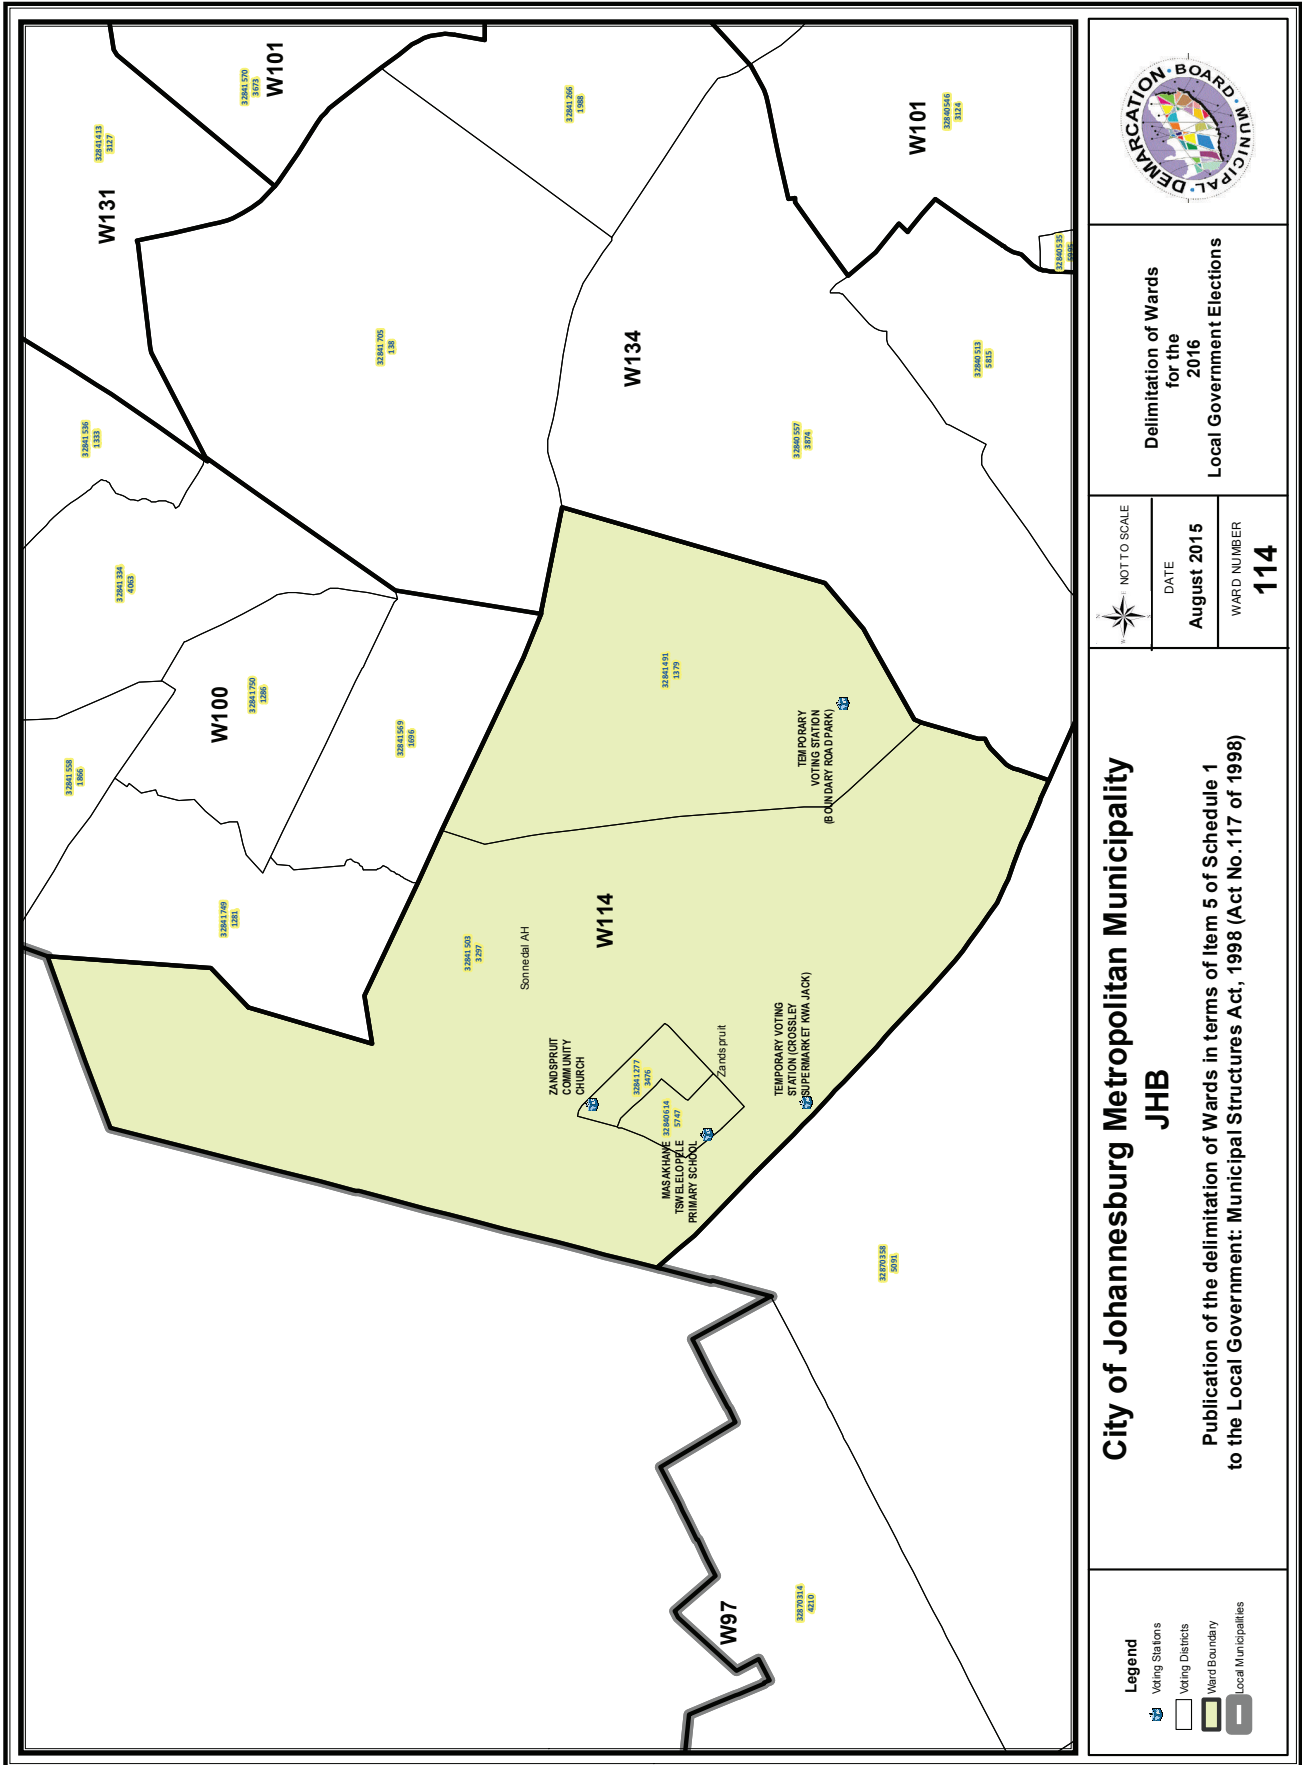 W131
W101
W101
W134
W100
W114
W97
32841413
3127
32841570
3673
32841266
1988
32840546
3124
32840535
32841536
1333
32841705
138
32840557
3874
32840513
5815
32841334
4063
32841558
1866
32841750
1286
32841569
1696
32841749
1281
32841491
1379
32841503
3297
Sonnedal AH
ZANDSPRUIT
COMMUNITY
CHURCH
32841277
3476
32840614
5747
Zandspruit
MASAKHANE
TSWELELOPELE
PRIMARY SCHOOL
TEMPORARY VOTING
STATION (CROSSLEY
SUPERMARKET KWA JACK)
TEMPORARY
VOTING STATION
(BOUNDARY ROAD PARK)
32870358
5091
32870314
4210
Legend
Voting Stations
Voting Districts
Ward Boundary
Local Municipalities
City of Johannesburg Metropolitan Municipality
JHB
Publication of the delimitation of Wards in terms of Item 5 of Schedule 1
to the Local Government: Municipal Structures Act, 1998 (Act No.117 of 1998)
NOT TO SCALE
DATE
August 2015
WARD NUMBER
114
Delimitation of Wards
for the
2016
Local Government Elections
MUNICIPAL DEMARCATION BOARD